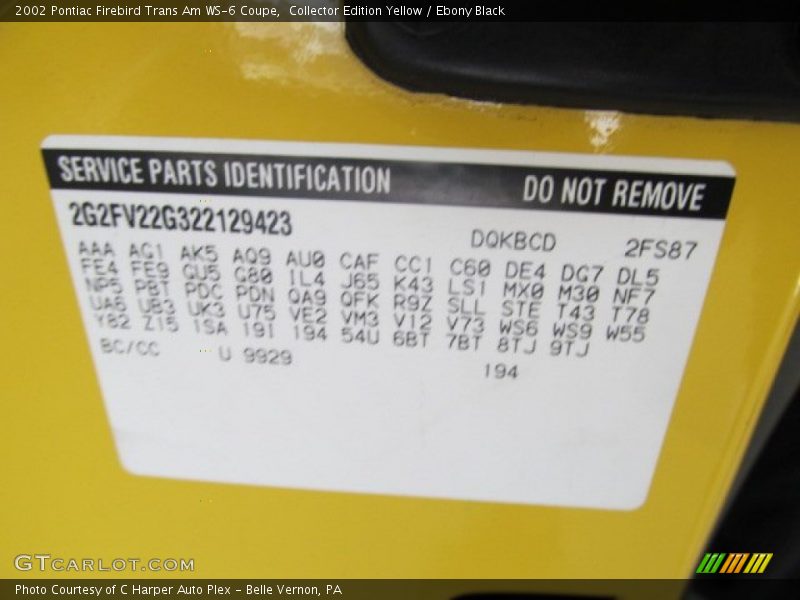 2002 Pontiac Firebird Trans Am WS-6 Coupe, Collector Edition Yellow / Ebony Black
SERVICE PARTS IDENTIFICATION DO NOT REMOVE
2G2FV22G322129423 DQKBCD 2FS87
AAA AG1 AK5 AQ9 AU0 CAF CC1 C60 DE4 DG7 DL5
FE4 FE9 GU5 G80 IL4 J65 K43 LS1 MX0 M30 NF7
NP5 PBT PDC PDN QA9 QFK R9Z SLL STE T43 T78
UA6 UB3 UK3 U75 VE2 VM3 V12 V73 WS6 WS9 W55
Y82 Z15 1SA 19I 194 54U 6BT 7BT 8TJ 9TJ
BC/CC U 9929 194
GTCARLOT.COM
Photo Courtesy of C Harper Auto Plex - Belle Vernon, PA